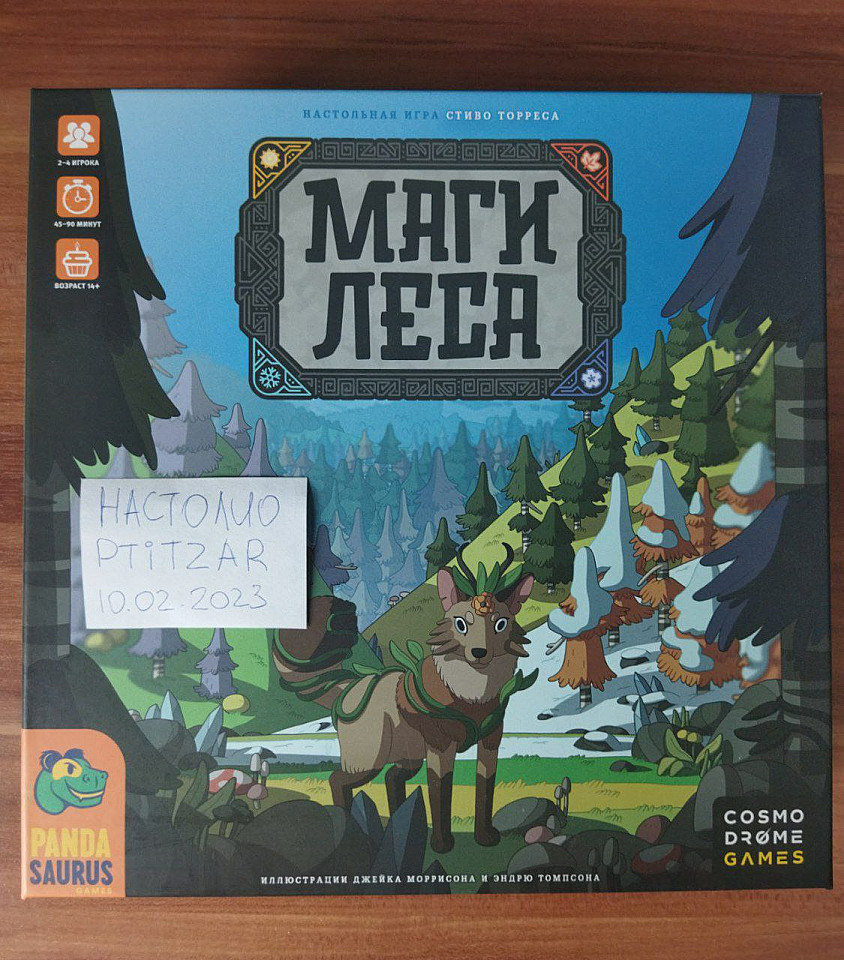 НАСТОЛЬНАЯ ИГРА СТИВО ТОРРЕСА
МАГИ
ЛЕСА
2–4 ИГРОКА
45–90 МИНУТ
ВОЗРАСТ 14+
НАСТОЛИО
PTITZAR
10.02.2023
PANDA
SAURUS
GAMES
COSMO
DRØME
GAMES
ИЛЛЮСТРАЦИИ ДЖЕЙКА МОРРИСОНА И ЭНДРЮ ТОМПСОНА